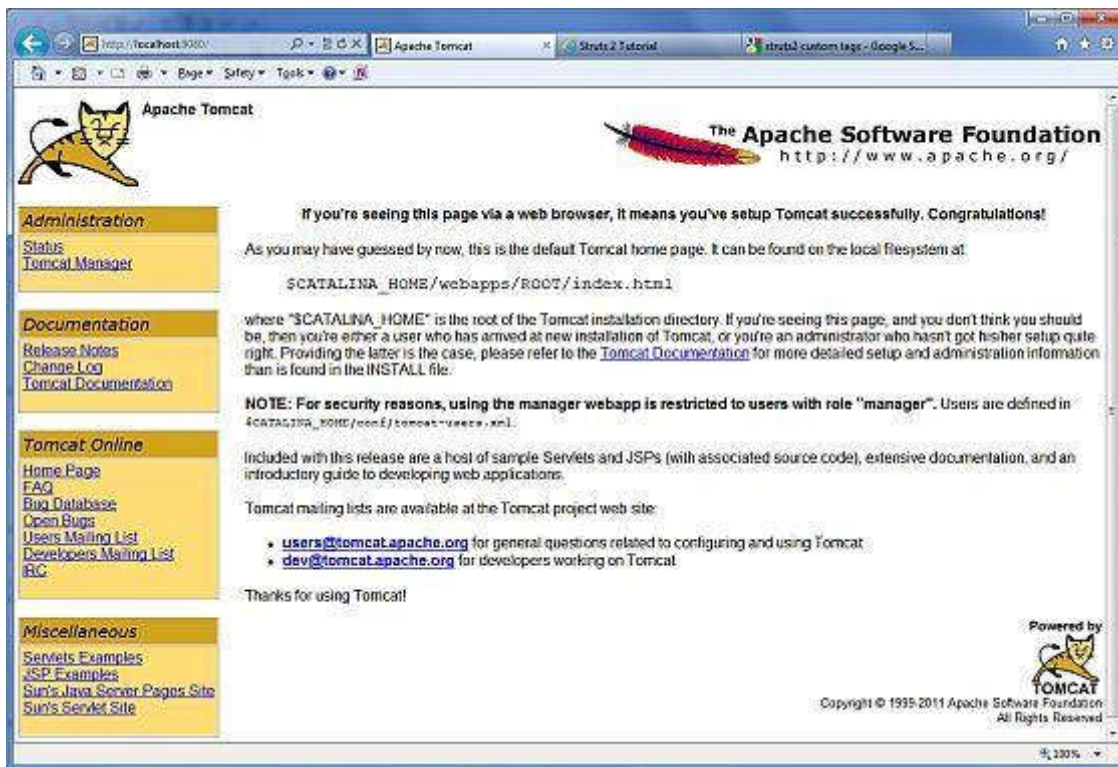 http://localhost:8080/
Apache Tomcat
Struts 2 Tutorial
struts2 custom tags - Google S...
Page
Safety
Tools
Apache Tomcat
The Apache Software Foundation
http://www.apache.org/
Administration
Status
Tomcat Manager
Documentation
Release Notes
Change Log
Tomcat Documentation
Tomcat Online
Home Page
FAQ
Bug Database
Open Bugs
Users Mailing List
Developers Mailing List
IRC
Miscellaneous
Servlets Examples
JSP Examples
Sun's Java Server Pages Site
Sun's Servlet Site
If you're seeing this page via a web browser, it means you've setup Tomcat successfully. Congratulations!
As you may have guessed by now, this is the default Tomcat home page. It can be found on the local filesystem at:
$CATALINA_HOME/webapps/ROOT/index.html
where "$CATALINA_HOME" is the root of the Tomcat installation directory. If you're seeing this page, and you don't think you should
be, then you're either a user who has arrived at new installation of Tomcat, or you're an administrator who hasn't got his/her setup quite
right. Providing the latter is the case, please refer to the Tomcat Documentation for more detailed setup and administration information
than is found in the INSTALL file.
NOTE: For security reasons, using the manager webapp is restricted to users with role "manager". Users are defined in
$CATALINA_HOME/conf/tomcat-users.xml.
Included with this release are a host of sample Servlets and JSPs (with associated source code), extensive documentation, and an
introductory guide to developing web applications.
Tomcat mailing lists are available at the Tomcat project web site:
users@tomcat.apache.org for general questions related to configuring and using Tomcat
dev@tomcat.apache.org for developers working on Tomcat
Thanks for using Tomcat!
Powered by
TOMCAT
Copyright © 1999-2011 Apache Software Foundation
All Rights Reserved
100%